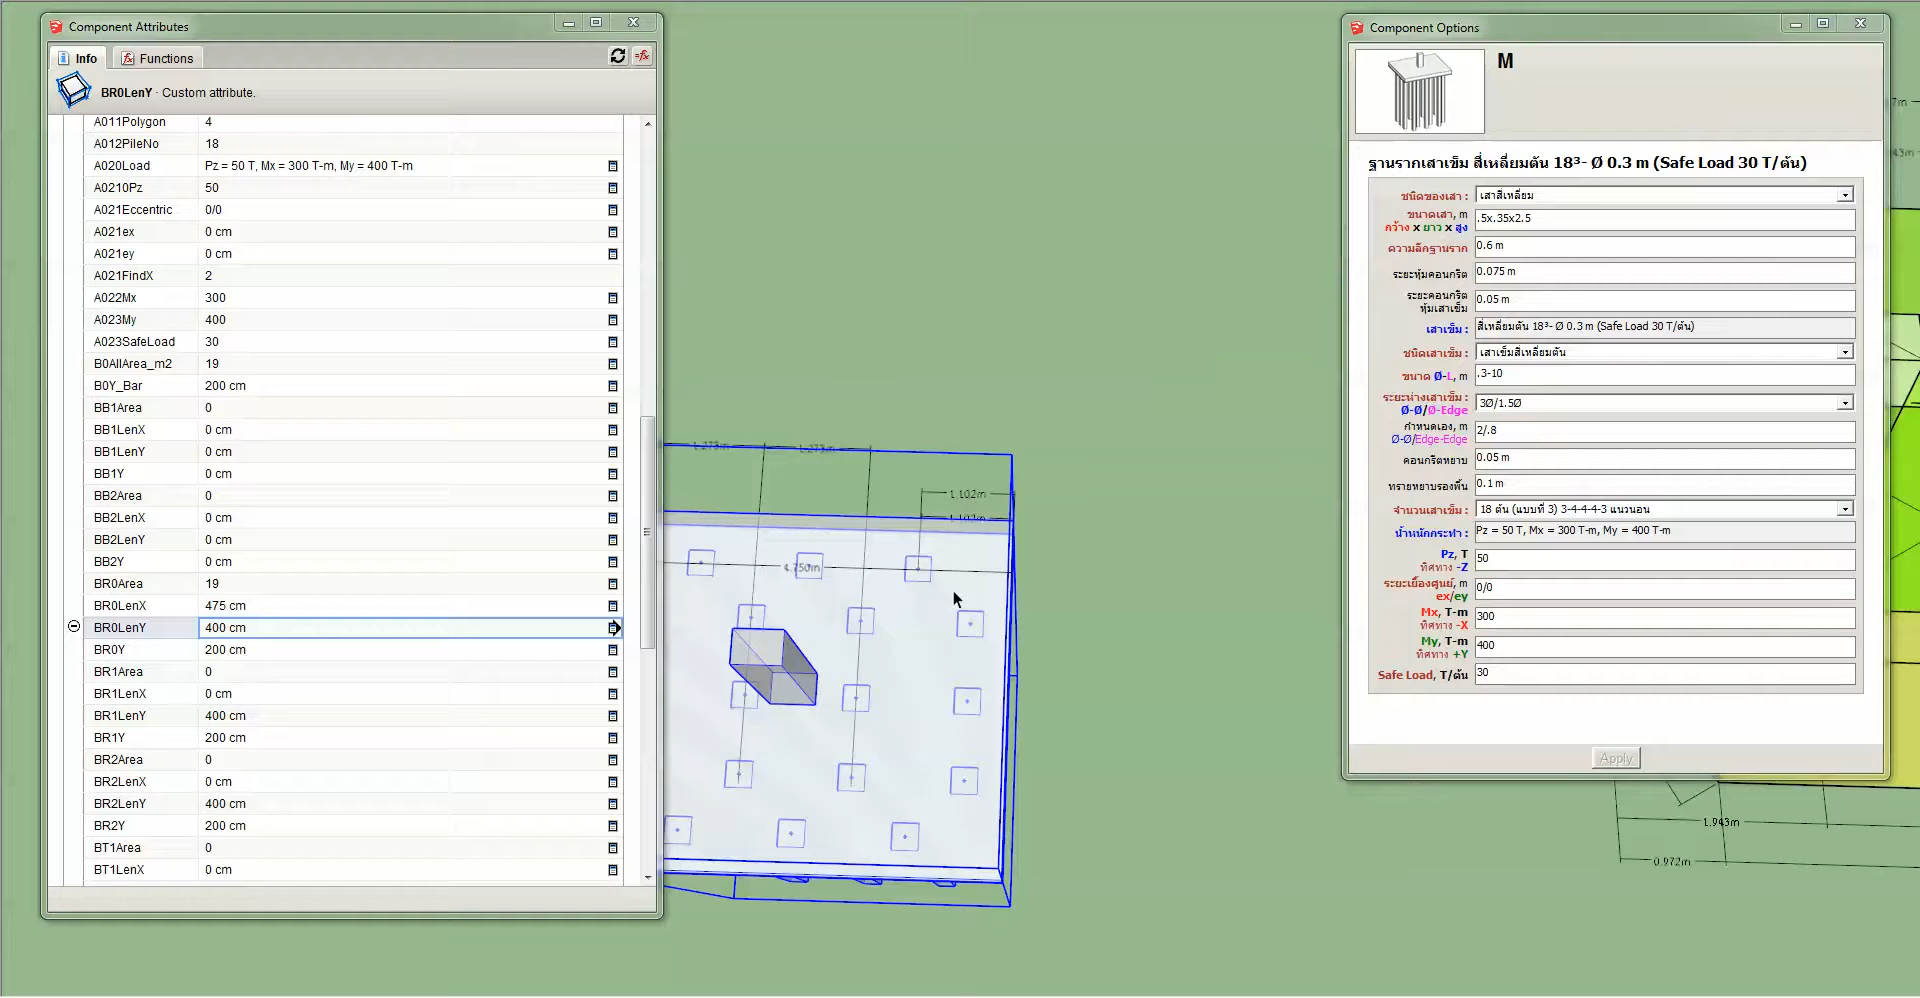 Component Attributes
Info
Functions
BR0LenY · Custom attribute.
A011Polygon 4
A012PileNo 18
A020Load Pz = 50 T, Mx = 300 T-m, My = 400 T-m
A0210Pz 50
A021Eccentric 0/0
A021ex 0 cm
A021ey 0 cm
A021FindX 2
A022Mx 300
A023My 400
A023SafeLoad 30
B0AllArea_m2 19
B0Y_Bar 200 cm
BB1Area 0
BB1LenX 0 cm
BB1LenY 0 cm
BB1Y 0 cm
BB2Area 0
BB2LenX 0 cm
BB2LenY 0 cm
BB2Y 0 cm
BR0Area 19
BR0LenX 475 cm
BR0LenY 400 cm
BR0Y 200 cm
BR1Area 0
BR1LenX 0 cm
BR1LenY 400 cm
BR1Y 200 cm
BR2Area 0
BR2LenX 0 cm
BR2LenY 400 cm
BR2Y 200 cm
BT1Area 0
BT1LenX 0 cm
1.273m 1.273m
1.102m
1.102m
4.750m
Component Options
M
ฐานรากเสาเข็ม สี่เหลี่ยมตัน 18³- Ø 0.3 m (Safe Load 30 T/ต้น)
ชนิดของเสา : เสาสี่เหลี่ยม
ขนาดเสา, m
กว้าง x ยาว x สูง .5x.35x2.5
ความลึกฐานราก 0.6 m
ระยะหุ้มคอนกรีต 0.075 m
ระยะคอนกรีต
หุ้มเสาเข็ม 0.05 m
เสาเข็ม : สี่เหลี่ยมตัน 18³- Ø 0.3 m (Safe Load 30 T/ต้น)
ชนิดเสาเข็ม : เสาเข็มสี่เหลี่ยมตัน
ขนาด Ø-L, m .3-10
ระยะห่างเสาเข็ม :
Ø-Ø/Ø-Edge 3Ø/1.5Ø
กำหนดเอง, m
Ø-Ø/Edge-Edge 2/.8
คอนกรีตหยาบ 0.05 m
ทรายหยาบรองพื้น 0.1 m
จำนวนเสาเข็ม : 18 ต้น (แบบที่ 3) 3-4-4-4-3 แนวนอน
น้ำหนักกระทำ : Pz = 50 T, Mx = 300 T-m, My = 400 T-m
Pz, T
ทิศทาง -Z 50
ระยะเยื้องศูนย์, m
ex/ey 0/0
Mx, T-m
ทิศทาง -X 300
My, T-m
ทิศทาง +Y 400
Safe Load, T/ต้น 30
Apply
1.943m
0.972m